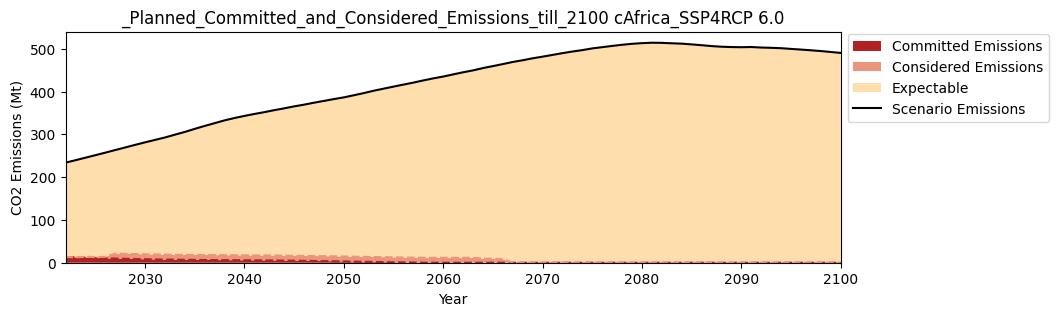 _Planned_Committed_and_Considered_Emissions_till_2100 cAfrica_SSP4RCP 6.0
CO2 Emissions (Mt)
500
400
300
200
100
0
2030 2040 2050 2060 2070 2080 2090 2100
Year
Committed Emissions
Considered Emissions
Expectable
Scenario Emissions